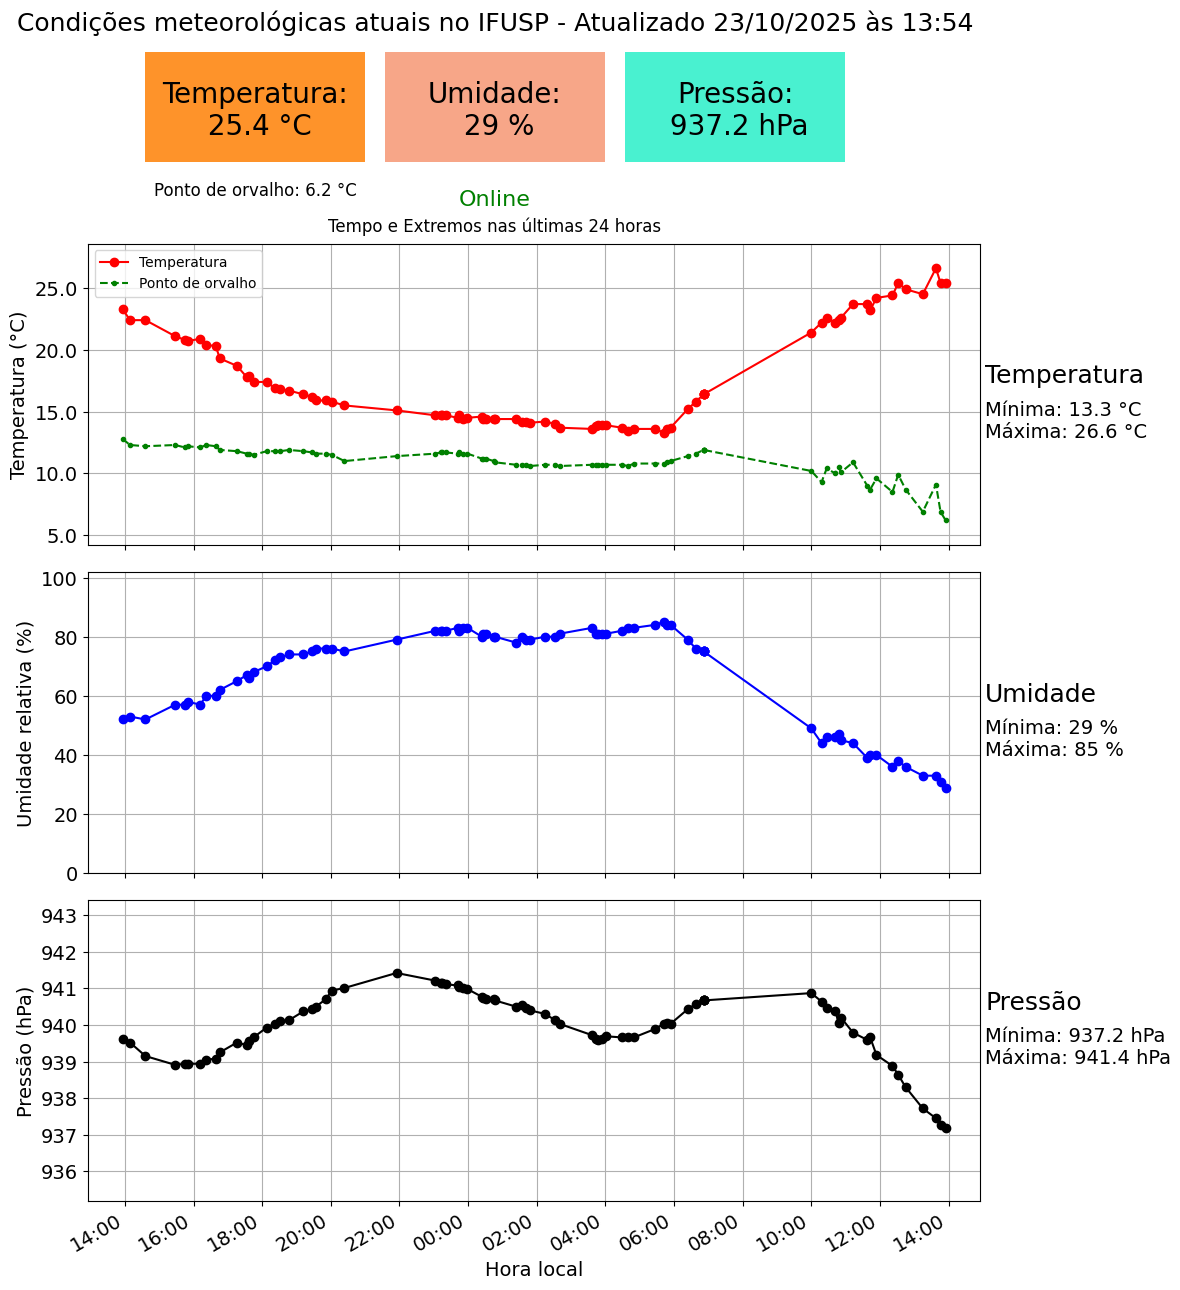 Condições meteorológicas atuais no IFUSP - Atualizado 23/10/2025 às 13:54
Temperatura:
25.4 °C
Umidade:
29 %
Pressão:
937.2 hPa
Ponto de orvalho: 6.2 °C
Online
Tempo e Extremos nas últimas 24 horas
Temperatura
Ponto de orvalho
Temperatura (°C)
25.0
20.0
15.0
10.0
5.0
Temperatura
Mínima: 13.3 °C
Máxima: 26.6 °C
Umidade relativa (%)
100
80
60
40
20
0
Umidade
Mínima: 29 %
Máxima: 85 %
Pressão (hPa)
943
942
941
940
939
938
937
936
Pressão
Mínima: 937.2 hPa
Máxima: 941.4 hPa
14:00 16:00 18:00 20:00 22:00 00:00 02:00 04:00 06:00 08:00 10:00 12:00 14:00
Hora local